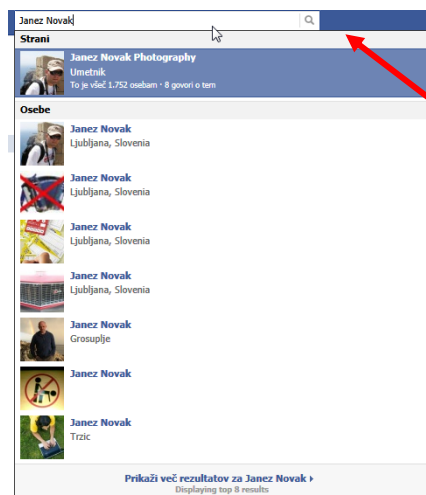 Janez Novak
Strani
Janez Novak Photography
Umetnik
To je všeč 1.752 osebam · 8 govori o tem
Osebe
Janez Novak
Ljubljana, Slovenia
Janez Novak
Ljubljana, Slovenia
Janez Novak
Ljubljana, Slovenia
Janez Novak
Ljubljana, Slovenia
Janez Novak
Grosuplje
Janez Novak
Janez Novak
Trzic
Prikaži več rezultatov za Janez Novak
Displaying top 8 results